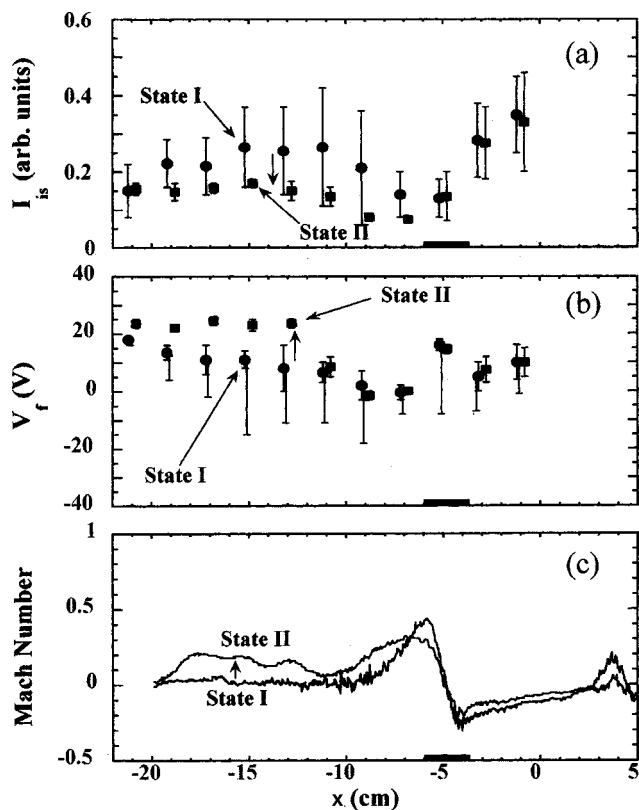 0.6
0.4
0.2
0
I_is (arb. units)
(a)
State I
State II
40
20
0
-20
-40
V_f (V)
(b)
State II
State I
1
0.5
0
-0.5
Mach Number
(c)
State II
State I
-20 -15 -10 -5 0 5
x (cm)